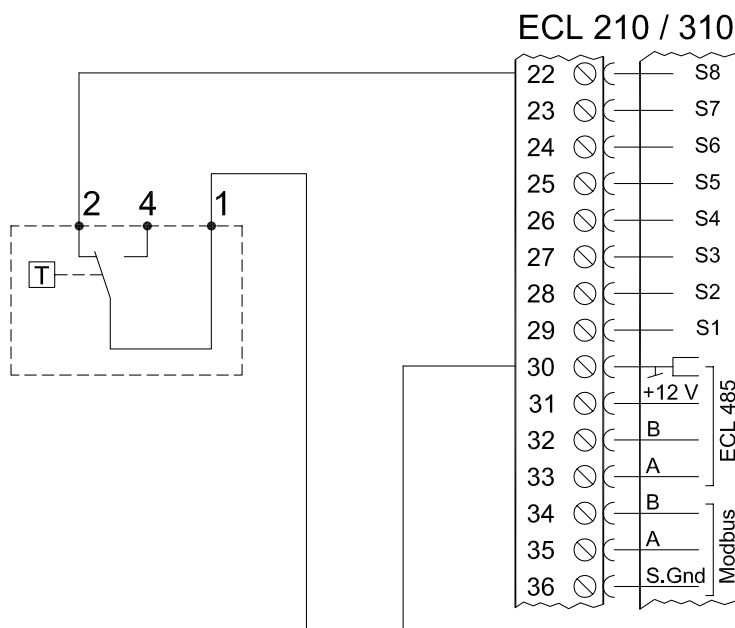 ECL 210 / 310
22 S8
23 S7
24 S6
25 S5
26 S4
27 S3
28 S2
29 S1
30
31 +12 V
32 B
33 A
ECL 485
34 B
35 A
36 S.Gnd
Modbus
2 4 1
T